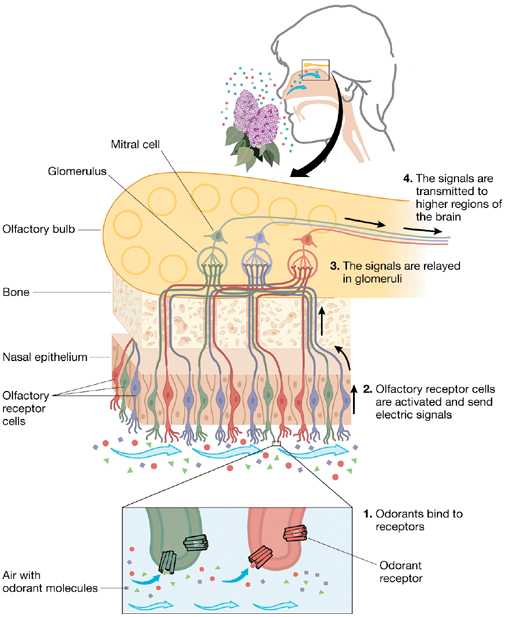 Mitral cell
Glomerulus
4. The signals are
transmitted to
higher regions of
the brain
Olfactory bulb
3. The signals are relayed
in glomeruli
Bone
Nasal epithelium
2. Olfactory receptor cells
are activated and send
electric signals
Olfactory
receptor
cells
1. Odorants bind to
receptors
Odorant
receptor
Air with
odorant molecules